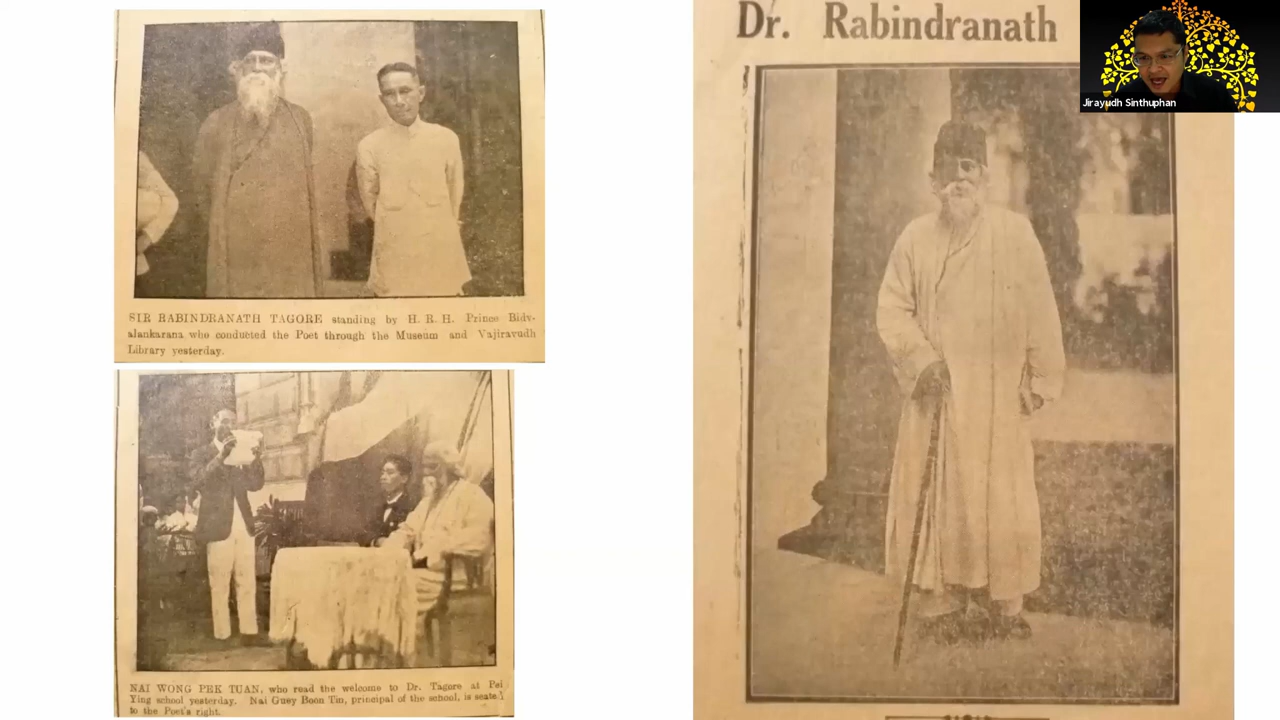 SIR RABINDRANATH TAGORE standing by H. R. H. Prince Bidy-
alankarana who conducted the Poet through the Museum and Vajiravudh
Library yesterday.
NAI WONG PEK TUAN, who read the welcome to Dr. Tagore at Pei
Ying school yesterday. Nai Guey Boon Tin, principal of the school, is seated
to the Poet's right.
Dr. Rabindranath
Jirayudh Sinthuphan